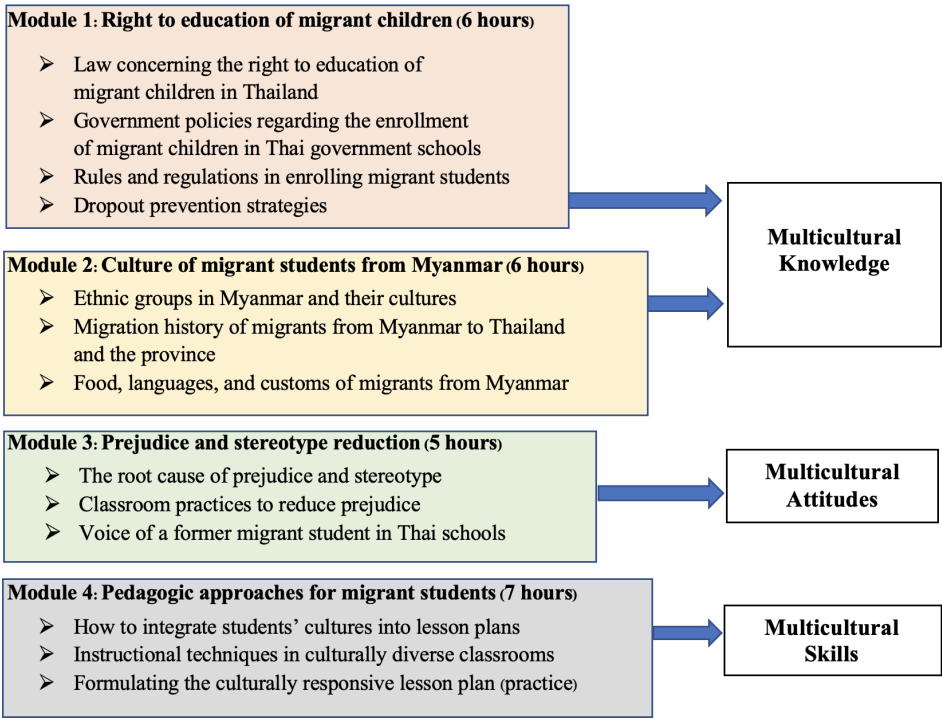 Module 1: Right to education of migrant children (6 hours)
➢ Law concerning the right to education of
migrant children in Thailand
➢ Government policies regarding the enrollment
of migrant children in Thai government schools
➢ Rules and regulations in enrolling migrant students
➢ Dropout prevention strategies
Multicultural
Knowledge
Module 2: Culture of migrant students from Myanmar (6 hours)
➢ Ethnic groups in Myanmar and their cultures
➢ Migration history of migrants from Myanmar to Thailand
and the province
➢ Food, languages, and customs of migrants from Myanmar
Module 3: Prejudice and stereotype reduction (5 hours)
➢ The root cause of prejudice and stereotype
➢ Classroom practices to reduce prejudice
➢ Voice of a former migrant student in Thai schools
Multicultural
Attitudes
Module 4: Pedagogic approaches for migrant students (7 hours)
➢ How to integrate students’ cultures into lesson plans
➢ Instructional techniques in culturally diverse classrooms
➢ Formulating the culturally responsive lesson plan (practice)
Multicultural
Skills